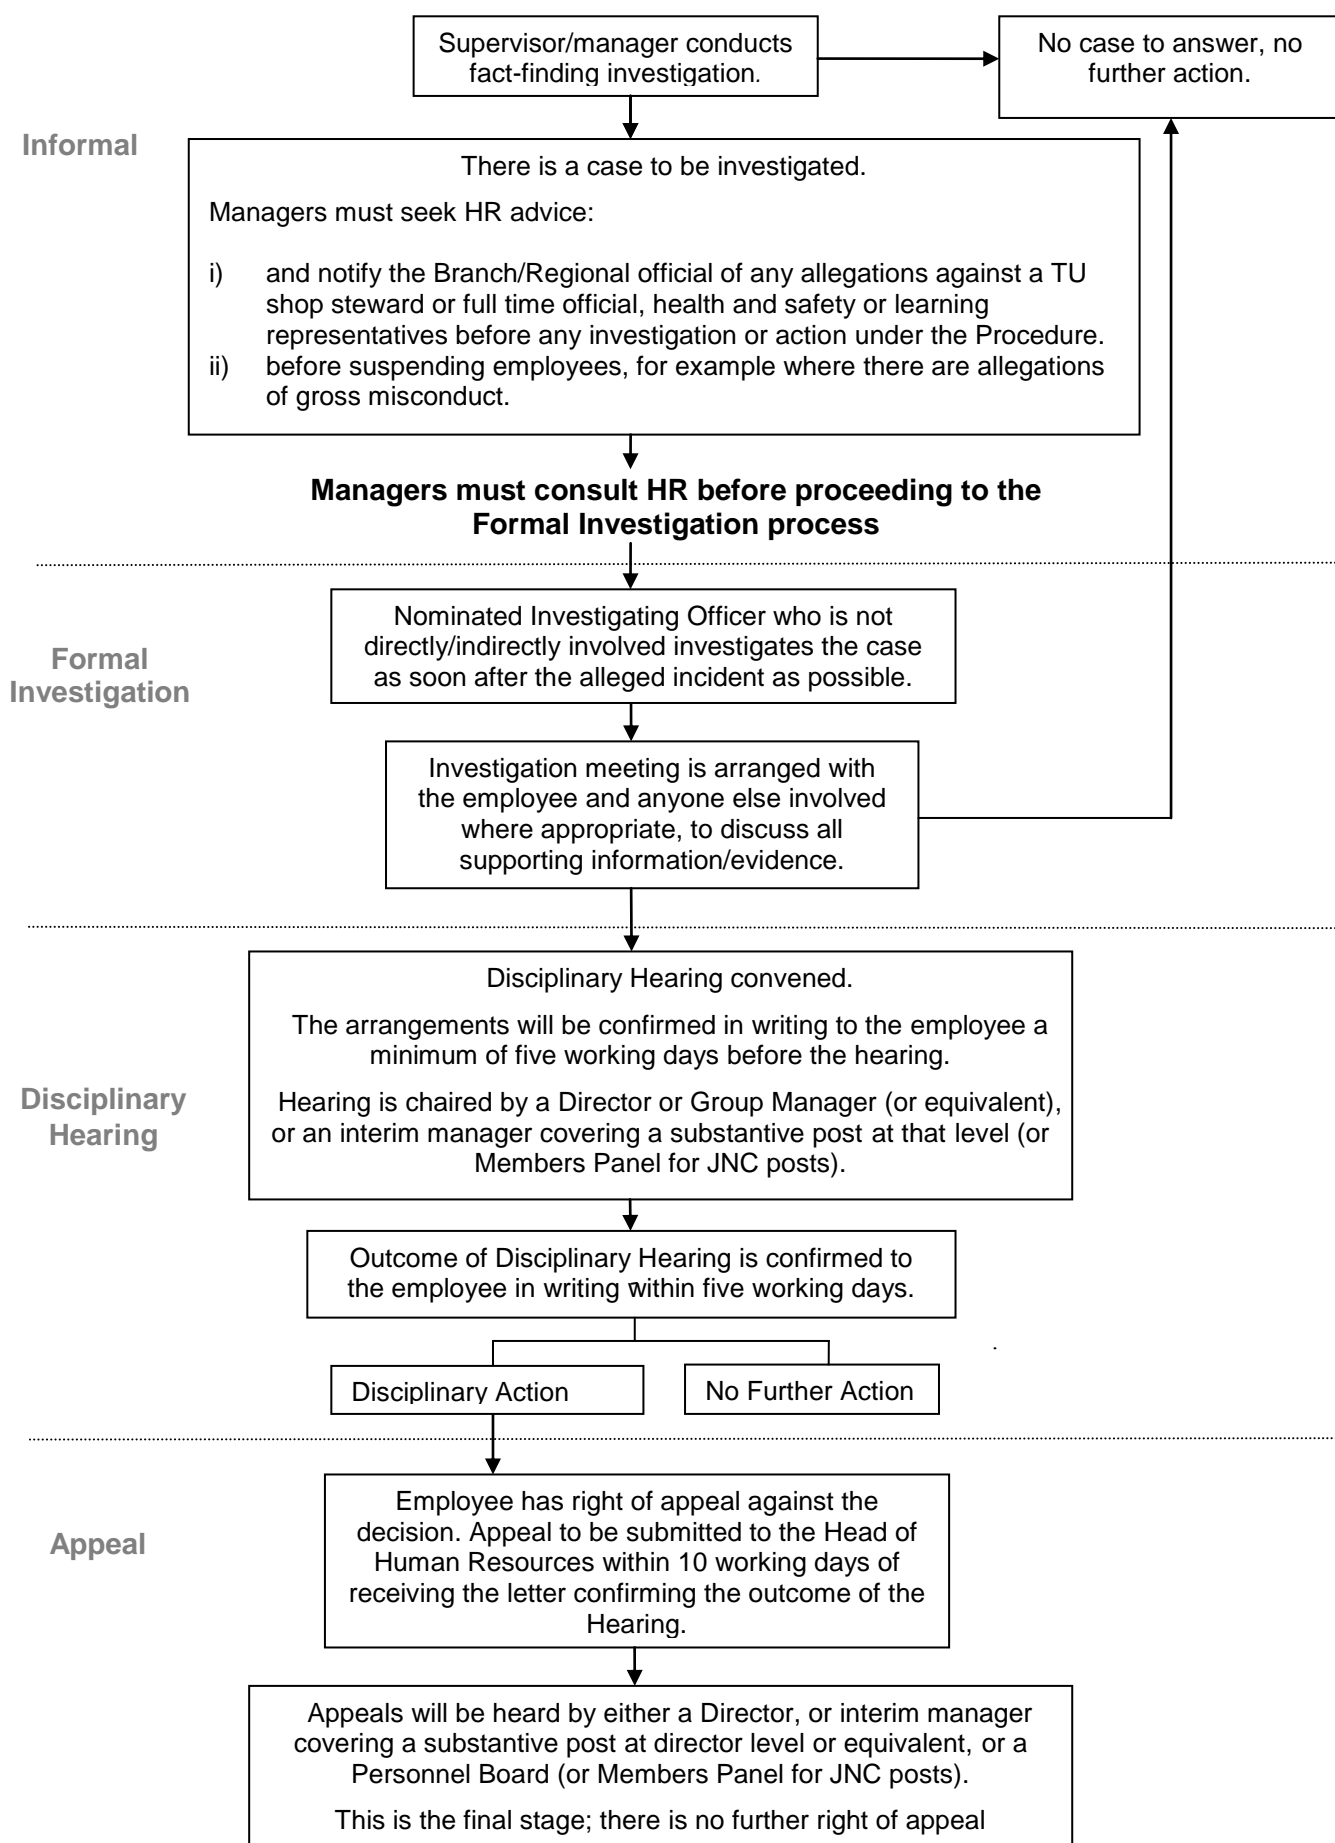 Supervisor/manager conducts
fact-finding investigation.
No case to answer, no
further action.
Informal
There is a case to be investigated.
Managers must seek HR advice:
i) and notify the Branch/Regional official of any allegations against a TU
shop steward or full time official, health and safety or learning
representatives before any investigation or action under the Procedure.
ii) before suspending employees, for example where there are allegations
of gross misconduct.
Managers must consult HR before proceeding to the
Formal Investigation process
Formal
Investigation
Nominated Investigating Officer who is not
directly/indirectly involved investigates the case
as soon after the alleged incident as possible.
Investigation meeting is arranged with
the employee and anyone else involved
where appropriate, to discuss all
supporting information/evidence.
Disciplinary
Hearing
Disciplinary Hearing convened.
The arrangements will be confirmed in writing to the employee a
minimum of five working days before the hearing.
Hearing is chaired by a Director or Group Manager (or equivalent),
or an interim manager covering a substantive post at that level (or
Members Panel for JNC posts).
Outcome of Disciplinary Hearing is confirmed to
the employee in writing within five working days.
Disciplinary Action
No Further Action
Appeal
Employee has right of appeal against the
decision. Appeal to be submitted to the Head of
Human Resources within 10 working days of
receiving the letter confirming the outcome of the
Hearing.
Appeals will be heard by either a Director, or interim manager
covering a substantive post at director level or equivalent, or a
Personnel Board (or Members Panel for JNC posts).
This is the final stage; there is no further right of appeal